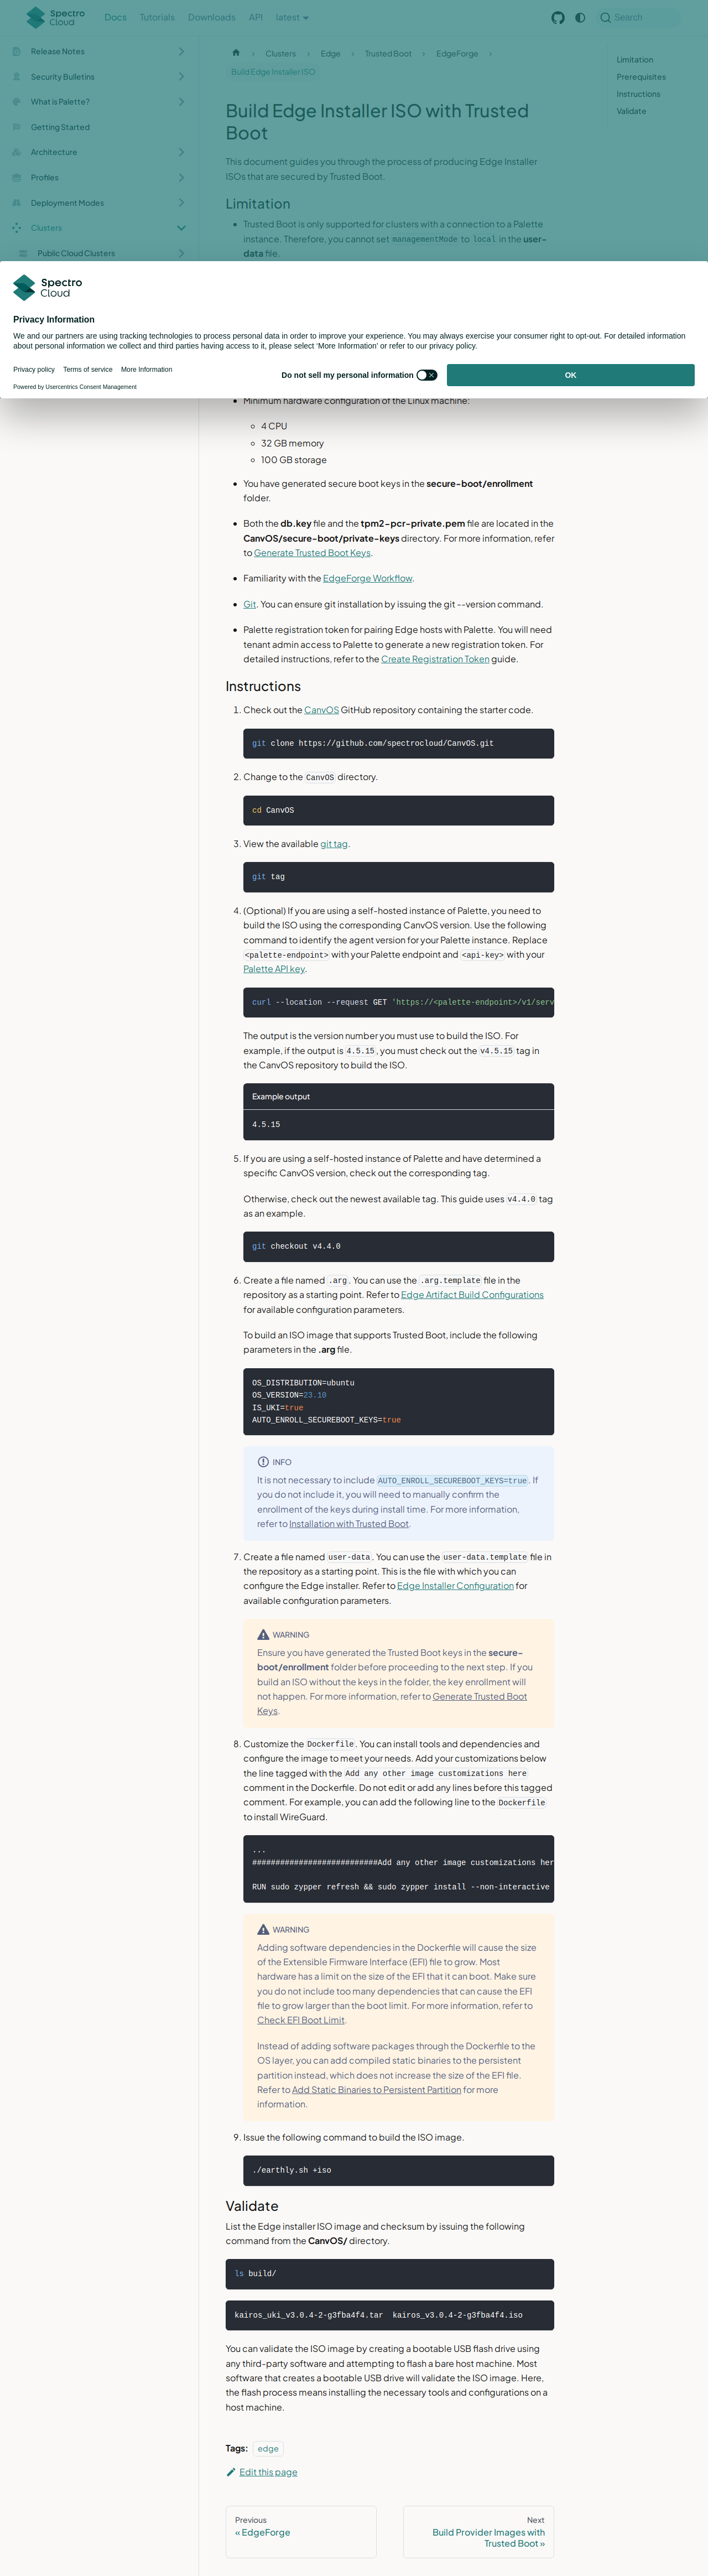 Spectro Cloud
Docs
Tutorials
Downloads
API
latest
Search
Release Notes
Security Bulletins
What is Palette?
Getting Started
Architecture
Profiles
Deployment Modes
Clusters
Public Cloud Clusters
Clusters
Edge
Trusted Boot
EdgeForge
Build Edge Installer ISO
Limitation
Prerequisites
Instructions
Validate
Build Edge Installer ISO with Trusted
Boot
This document guides you through the process of producing Edge Installer
ISOs that are secured by Trusted Boot.
Limitation
Trusted Boot is only supported for clusters with a connection to a Palette
instance. Therefore, you cannot set managementMode to local in the user-
data file.
Spectro
Cloud
Privacy Information
We and our partners are using tracking technologies to process personal data in order to improve your experience. You may always exercise your consumer right to opt-out. For detailed information
about personal information we collect and third parties having access to it, please select 'More Information' or refer to our privacy policy.
Privacy policy
Terms of service
More Information
Powered by Usercentrics Consent Management
Do not sell my personal information
OK
Minimum hardware configuration of the Linux machine:
4 CPU
32 GB memory
100 GB storage
You have generated secure boot keys in the secure-boot/enrollment
folder.
Both the db.key file and the tpm2-pcr-private.pem file are located in the
CanvOS/secure-boot/private-keys directory. For more information, refer
to Generate Trusted Boot Keys.
Familiarity with the EdgeForge Workflow.
Git. You can ensure git installation by issuing the git --version command.
Palette registration token for pairing Edge hosts with Palette. You will need
tenant admin access to Palette to generate a new registration token. For
detailed instructions, refer to the Create Registration Token guide.
Instructions
1. Check out the CanvOS GitHub repository containing the starter code.
git clone https://github.com/spectrocloud/CanvOS.git
2. Change to the CanvOS directory.
cd CanvOS
3. View the available git tag.
git tag
4. (Optional) If you are using a self-hosted instance of Palette, you need to
build the ISO using the corresponding CanvOS version. Use the following
command to identify the agent version for your Palette instance. Replace
<palette-endpoint> with your Palette endpoint and <api-key> with your
Palette API key.
curl --location --request GET 'https://<palette-endpoint>/v1/serv
The output is the version number you must use to build the ISO. For
example, if the output is 4.5.15, you must check out the v4.5.15 tag in
the CanvOS repository to build the ISO.
Example output
4.5.15
5. If you are using a self-hosted instance of Palette and have determined a
specific CanvOS version, check out the corresponding tag.
Otherwise, check out the newest available tag. This guide uses v4.4.0 tag
as an example.
git checkout v4.4.0
6. Create a file named .arg. You can use the .arg.template file in the
repository as a starting point. Refer to Edge Artifact Build Configurations
for available configuration parameters.
To build an ISO image that supports Trusted Boot, include the following
parameters in the .arg file.
OS_DISTRIBUTION=ubuntu
OS_VERSION=23.10
IS_UKI=true
AUTO_ENROLL_SECUREBOOT_KEYS=true
INFO
It is not necessary to include AUTO_ENROLL_SECUREBOOT_KEYS=true. If
you do not include it, you will need to manually confirm the
enrollment of the keys during install time. For more information,
refer to Installation with Trusted Boot.
7. Create a file named user-data. You can use the user-data.template file in
the repository as a starting point. This is the file with which you can
configure the Edge installer. Refer to Edge Installer Configuration for
available configuration parameters.
WARNING
Ensure you have generated the Trusted Boot keys in the secure-
boot/enrollment folder before proceeding to the next step. If you
build an ISO without the keys in the folder, the key enrollment will
not happen. For more information, refer to Generate Trusted Boot
Keys.
8. Customize the Dockerfile. You can install tools and dependencies and
configure the image to meet your needs. Add your customizations below
the line tagged with the Add any other image customizations here
comment in the Dockerfile. Do not edit or add any lines before this tagged
comment. For example, you can add the following line to the Dockerfile
to install WireGuard.
...
###########################Add any other image customizations her
RUN sudo zypper refresh && sudo zypper install --non-interactive
WARNING
Adding software dependencies in the Dockerfile will cause the size
of the Extensible Firmware Interface (EFI) file to grow. Most
hardware has a limit on the size of the EFI that it can boot. Make sure
you do not include too many dependencies that can cause the EFI
file to grow larger than the boot limit. For more information, refer to
Check EFI Boot Limit.
Instead of adding software packages through the Dockerfile to the
OS layer, you can add compiled static binaries to the persistent
partition instead, which does not increase the size of the EFI file.
Refer to Add Static Binaries to Persistent Partition for more
information.
9. Issue the following command to build the ISO image.
./earthly.sh +iso
Validate
List the Edge installer ISO image and checksum by issuing the following
command from the CanvOS/ directory.
ls build/
kairos_uki_v3.0.4-2-g3fba4f4.tar  kairos_v3.0.4-2-g3fba4f4.iso
You can validate the ISO image by creating a bootable USB flash drive using
any third-party software and attempting to flash a bare host machine. Most
software that creates a bootable USB drive will validate the ISO image. Here,
the flash process means installing the necessary tools and configurations on a
host machine.
Tags: edge
Edit this page
Previous
« EdgeForge
Next
Build Provider Images with
Trusted Boot »